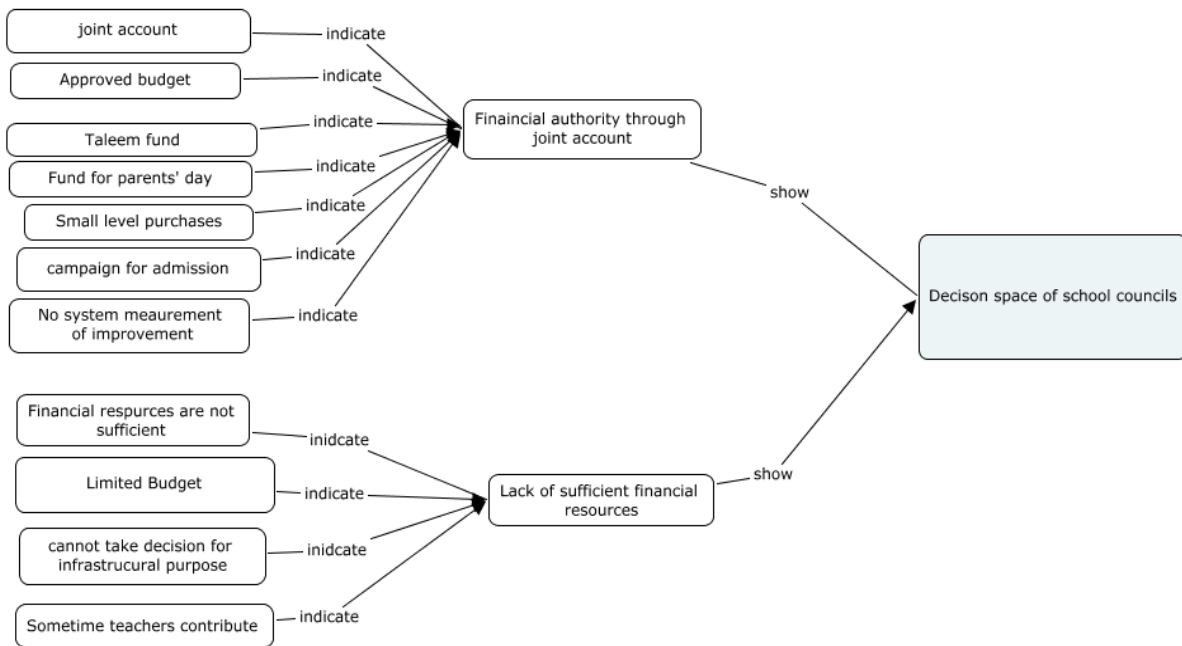 joint account
indicate
Approved budget
indicate
Taleem fund
indicate
Fund for parents' day
indicate
Small level purchases
indicate
campaign for admission
indicate
No system meaurement
of improvement
indicate
Finaincial authority through
joint account
show
Decison space of school councils
Financial respurces are not
sufficient
inidcate
Limited Budget
indicate
cannot take decision for
infrastrucural purpose
inidcate
Sometime teachers contribute
indicate
Lack of sufficient financial
resources
show